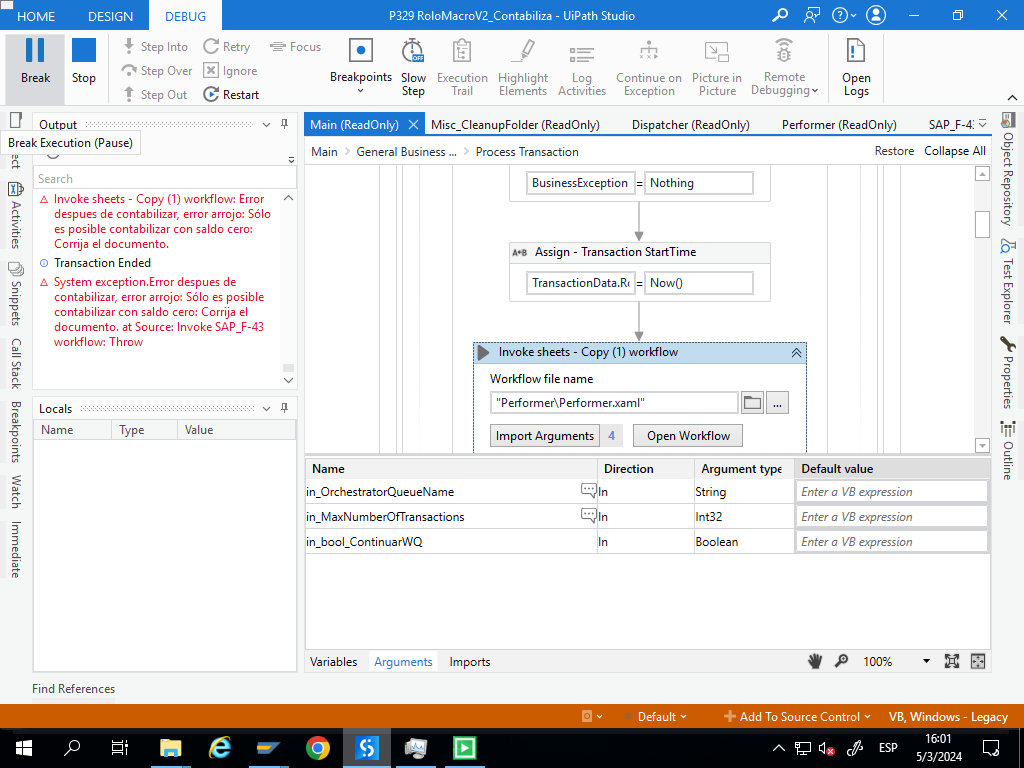 HOME DESIGN DEBUG P329 RoloMacroV2_Contabiliza - UiPath Studio
Break
Stop
Step Into
Step Over
Step Out
Retry
Ignore
Restart
Focus
Breakpoints
Slow
Step
Execution
Trail
Highlight
Elements
Log
Activities
Continue on
Exception
Picture in
Picture
Remote
Debugging
Open
Logs
Output
Break Execution (Pause)
Search
Invoke sheets - Copy (1) workflow: Error
despues de contabilizar, error arrojo: Sólo
es posible contabilizar con saldo cero:
Corrija el documento.
Transaction Ended
System exception.Error despues de
contabilizar, error arrojo: Sólo es posible
contabilizar con saldo cero: Corrija el
documento. at Source: Invoke SAP_F-43
workflow: Throw
Locals
Name Type Value
Find References
Activities
Snippets
Call Stack
Breakpoints
Watch
Immediate
Main (ReadOnly) Misc_CleanupFolder (ReadOnly) Dispatcher (ReadOnly) Performer (ReadOnly) SAP_F-43
Main > General Business ... > Process Transaction Restore Collapse All
BusinessException = Nothing
A+B Assign - Transaction StartTime
TransactionData.Ro = Now()
Invoke sheets - Copy (1) workflow
Workflow file name
"Performer\Performer.xaml" ...
Import Arguments 4 Open Workflow
Name Direction Argument type Default value
in_OrchestratorQueueName In String Enter a VB expression
in_MaxNumberOfTransactions In Int32 Enter a VB expression
in_bool_ContinuarWQ In Boolean Enter a VB expression
Variables Arguments Imports 100%
Object Repository
Test Explorer
Properties
Outline
Default Add To Source Control VB, Windows - Legacy
ESP
16:01
5/3/2024